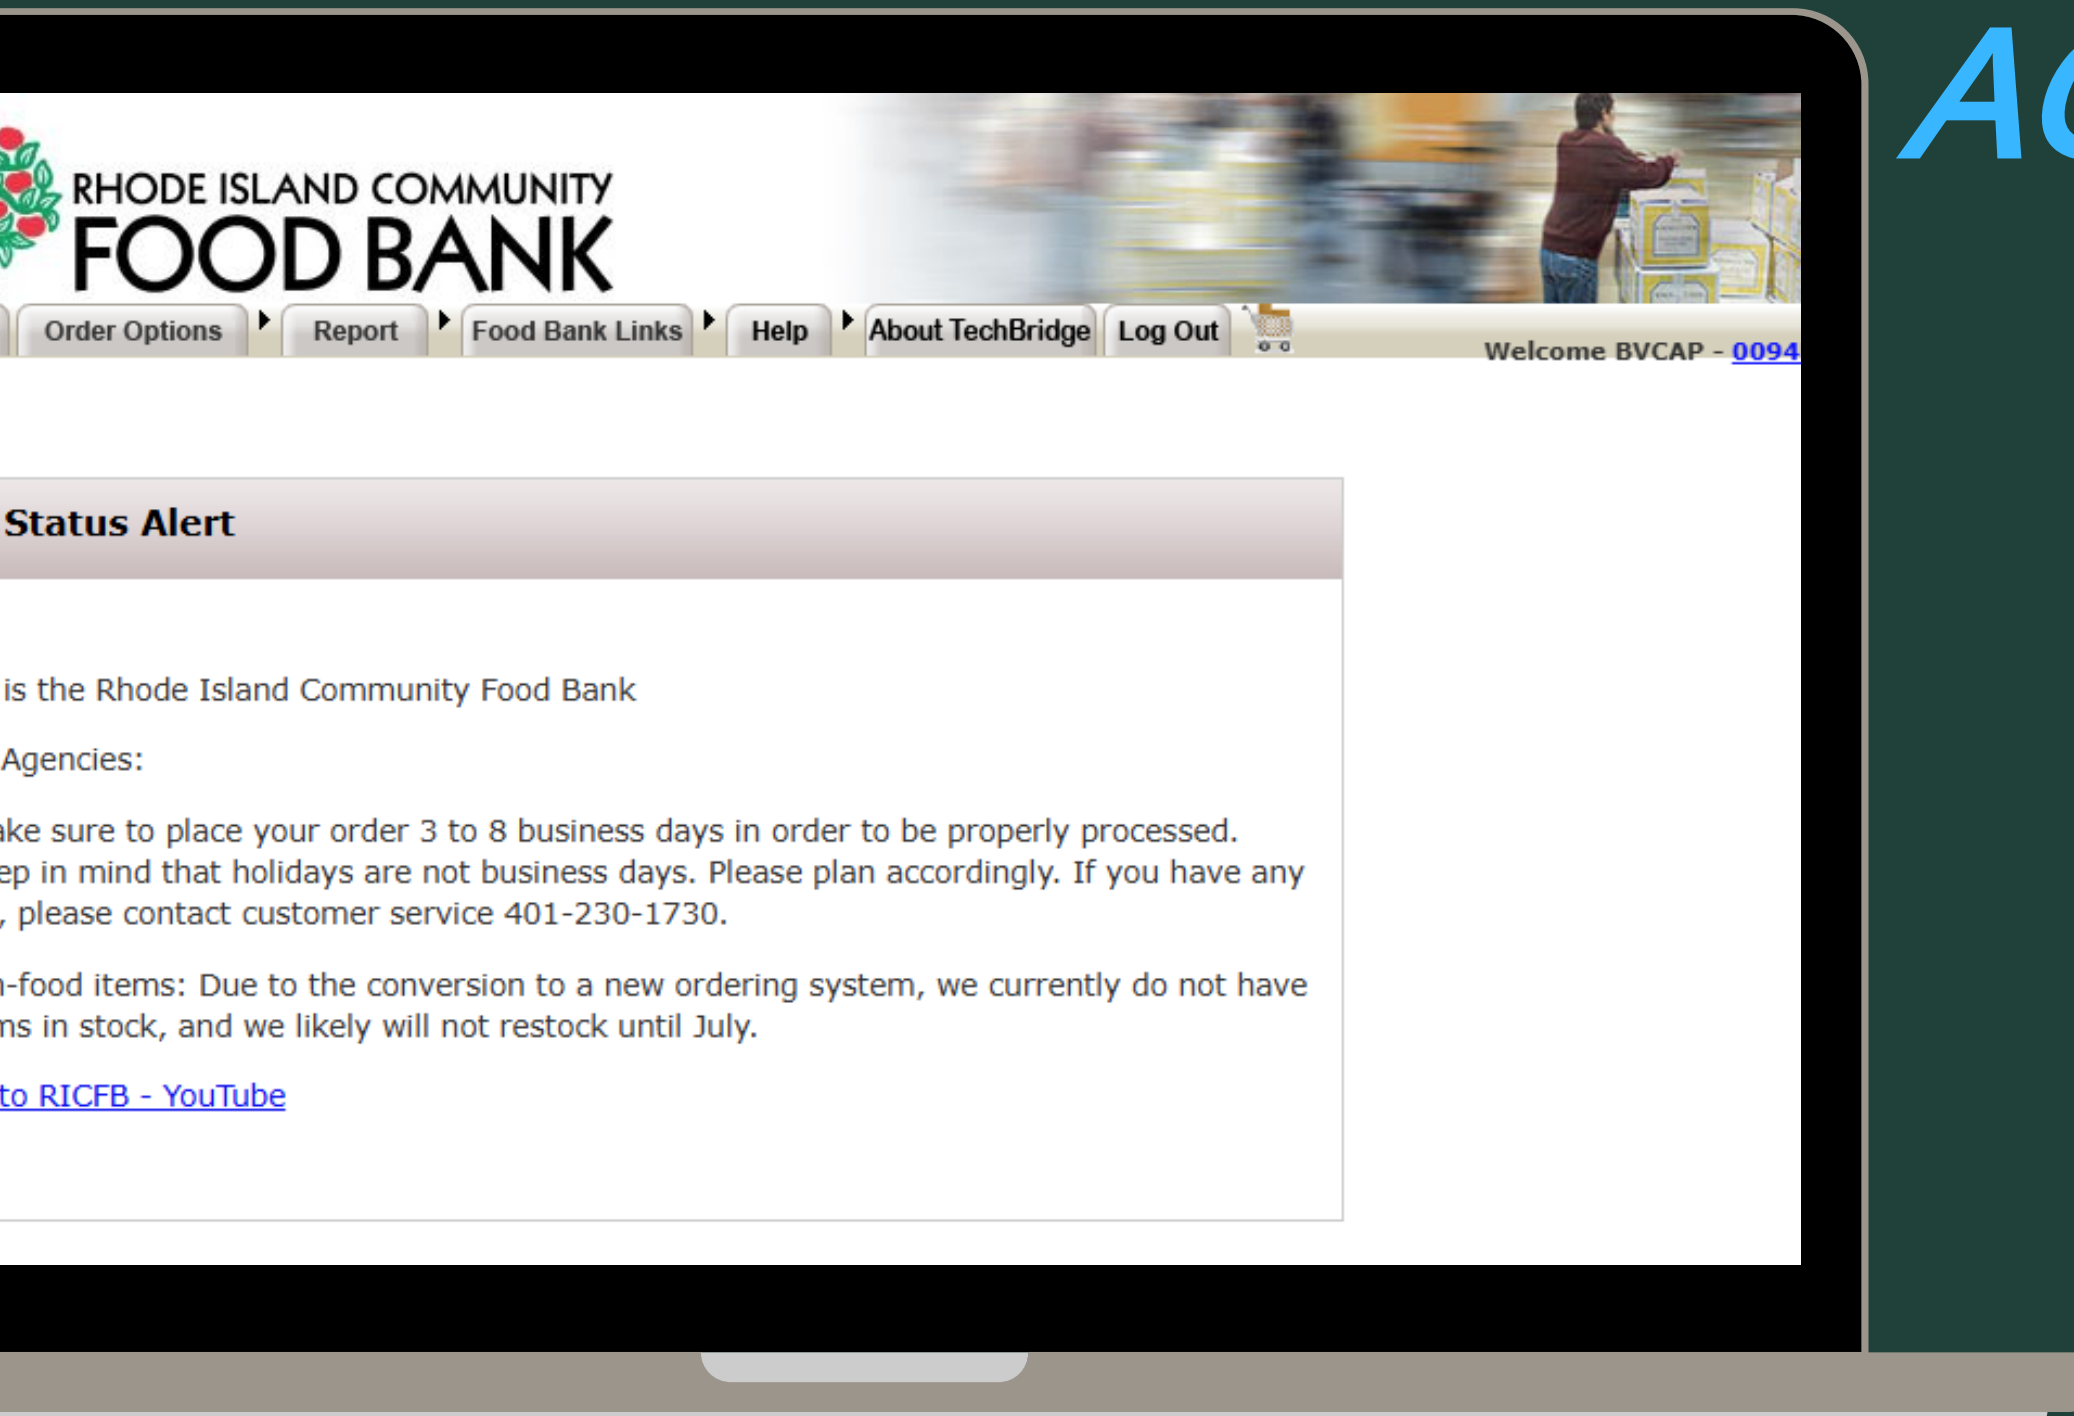 RHODE ISLAND COMMUNITY
FOOD BANK
Order Options Report Food Bank Links Help About TechBridge Log Out
Welcome BVCAP - 0094
Status Alert
is the Rhode Island Community Food Bank
Agencies:
ake sure to place your order 3 to 8 business days in order to be properly processed.
ep in mind that holidays are not business days. Please plan accordingly. If you have any
, please contact customer service 401-230-1730.
-food items: Due to the conversion to a new ordering system, we currently do not have
ms in stock, and we likely will not restock until July.
to RICFB - YouTube